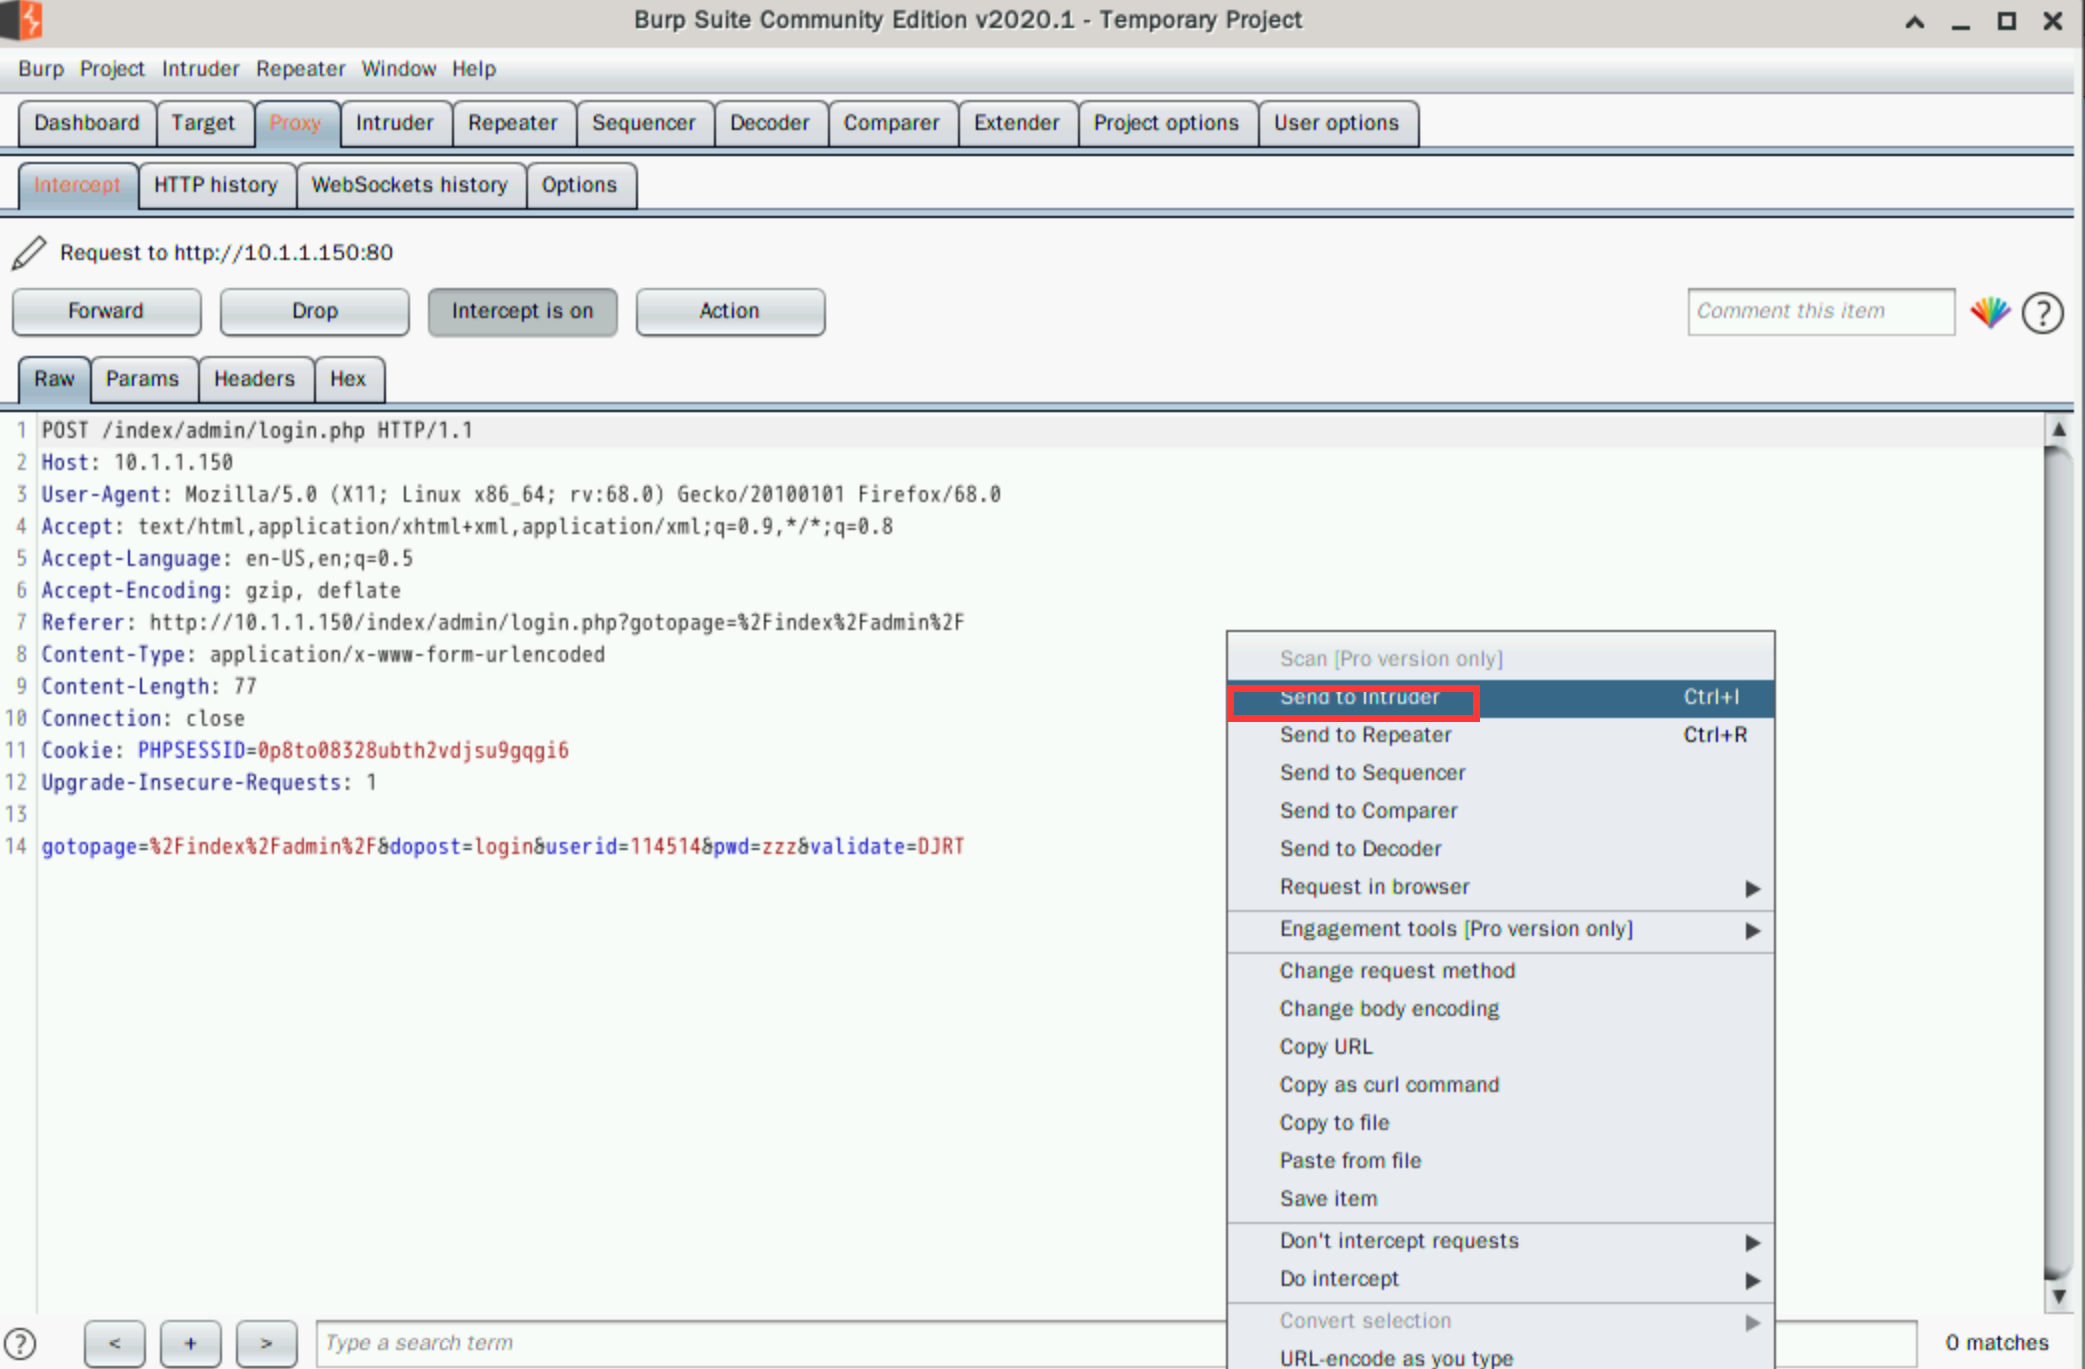 Burp Suite Community Edition v2020.1 - Temporary Project
Burp Project Intruder Repeater Window Help
Dashboard Target Proxy Intruder Repeater Sequencer Decoder Comparer Extender Project options User options
Intercept HTTP history WebSockets history Options
Request to http://10.1.1.150:80
Forward Drop Intercept is on Action Comment this item ?
Raw Params Headers Hex
1 POST /index/admin/login.php HTTP/1.1
2 Host: 10.1.1.150
3 User-Agent: Mozilla/5.0 (X11; Linux x86_64; rv:68.0) Gecko/20100101 Firefox/68.0
4 Accept: text/html,application/xhtml+xml,application/xml;q=0.9,*/*;q=0.8
5 Accept-Language: en-US,en;q=0.5
6 Accept-Encoding: gzip, deflate
7 Referer: http://10.1.1.150/index/admin/login.php?gotopage=%2Findex%2Fadmin%2F
8 Content-Type: application/x-www-form-urlencoded
9 Content-Length: 77
10 Connection: close
11 Cookie: PHPSESSID=0p8to08328ubth2vdjsu9gqgi6
12 Upgrade-Insecure-Requests: 1
13
14 gotopage=%2Findex%2Fadmin%2F&dopost=login&userid=114514&pwd=zzz&validate=DJRT
Scan [Pro version only]
Send to Intruder Ctrl+I
Send to Repeater Ctrl+R
Send to Sequencer
Send to Comparer
Send to Decoder
Request in browser
Engagement tools [Pro version only]
Change request method
Change body encoding
Copy URL
Copy as curl command
Copy to file
Paste from file
Save item
Don't intercept requests
Do intercept
Convert selection
URL-encode as you type
? < + > Type a search term 0 matches